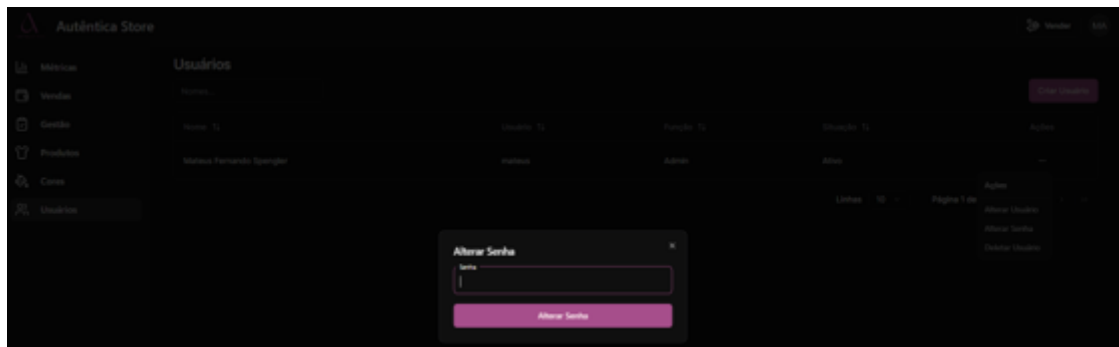 Autêntica Store
Vender MA
Métricas
Vendas
Gestão
Produtos
Cores
Usuários
Usuários
Nomes...
Criar Usuário
Nome Usuário Função Situação Ações
Mateus Fernando Spengler mateus Admin Ativo
Linhas 10 Página 1 de
Ações
Alterar Usuário
Alterar Senha
Deletar Usuário
Alterar Senha
Senha
Alterar Senha